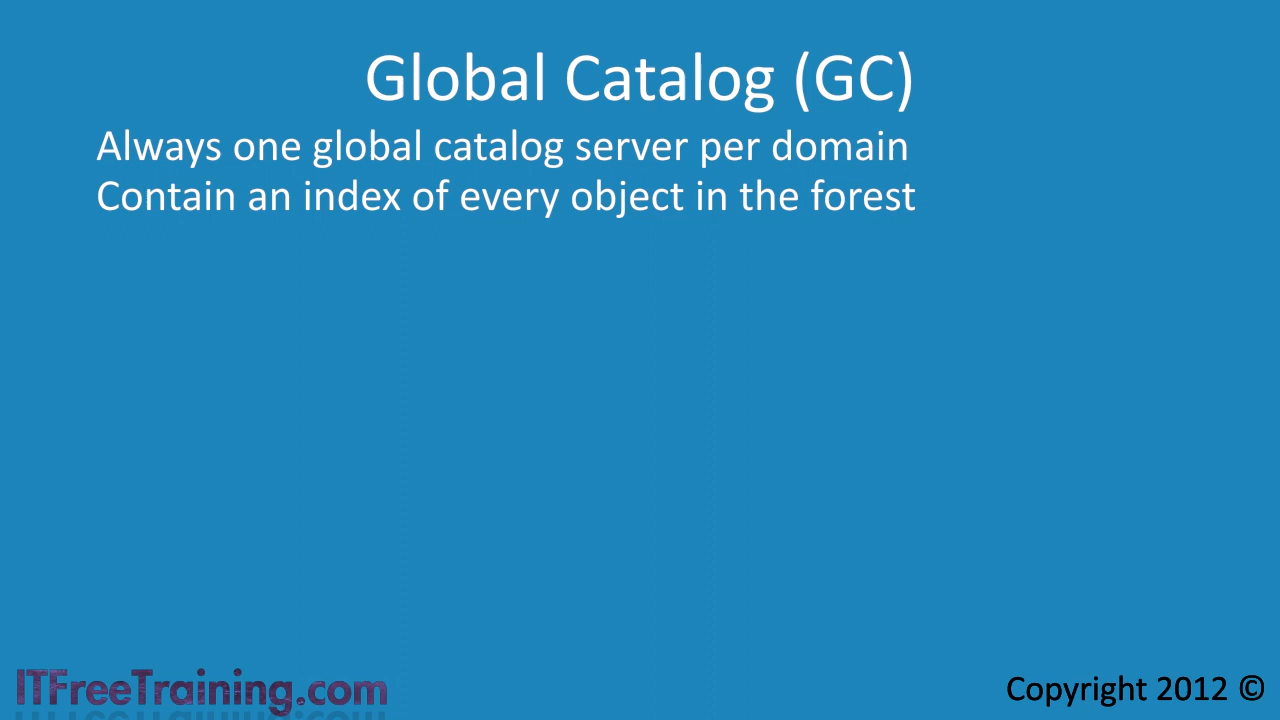 Global Catalog (GC)
Always one global catalog server per domain
Contain an index of every object in the forest
ITFreeTraining.com
Copyright 2012 ©